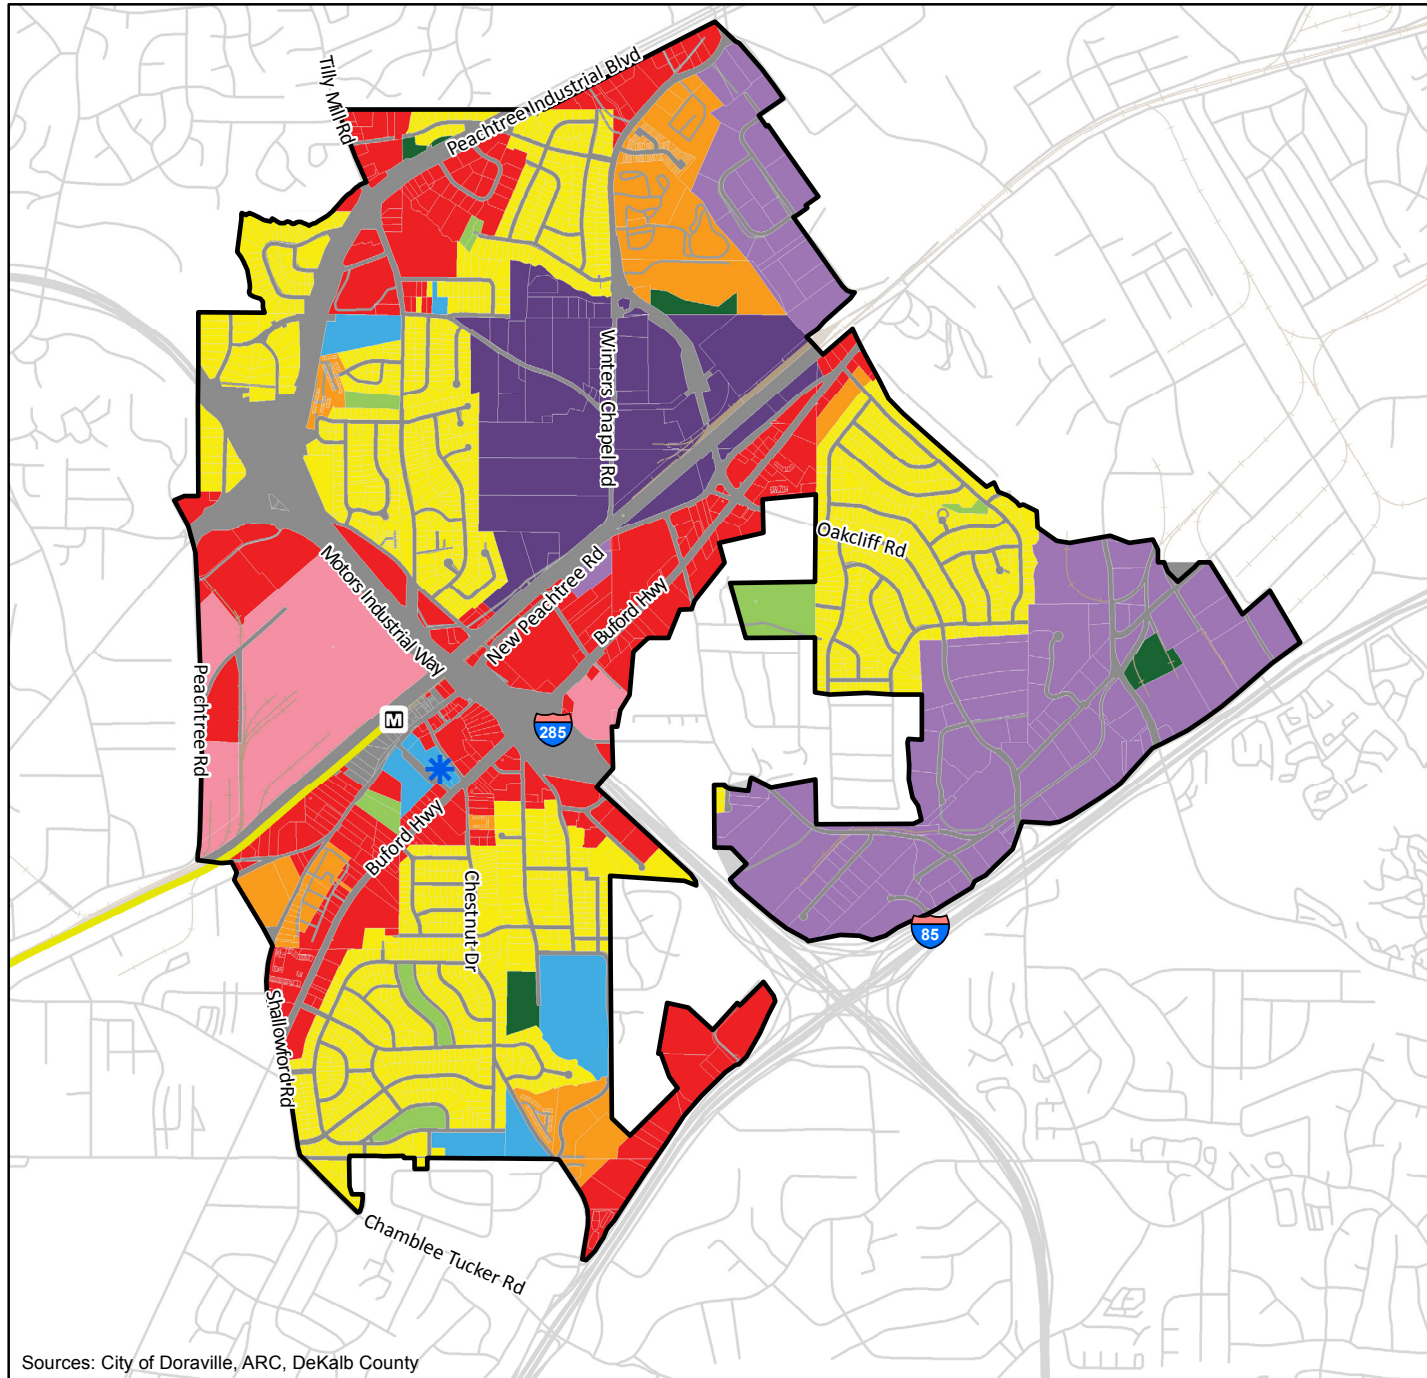 Tilly Mill Rd
Peachtree Industrial Blvd
Winters Chapel Rd
Oakcliff Rd
Motors Industrial Way
New Peachtree Rd
Buford Hwy
Peachtree Rd
M
285
Buford Hwy
Chestnut Dr
85
Shallowford Rd
Chamblee Tucker Rd
Sources: City of Doraville, ARC, DeKalb County